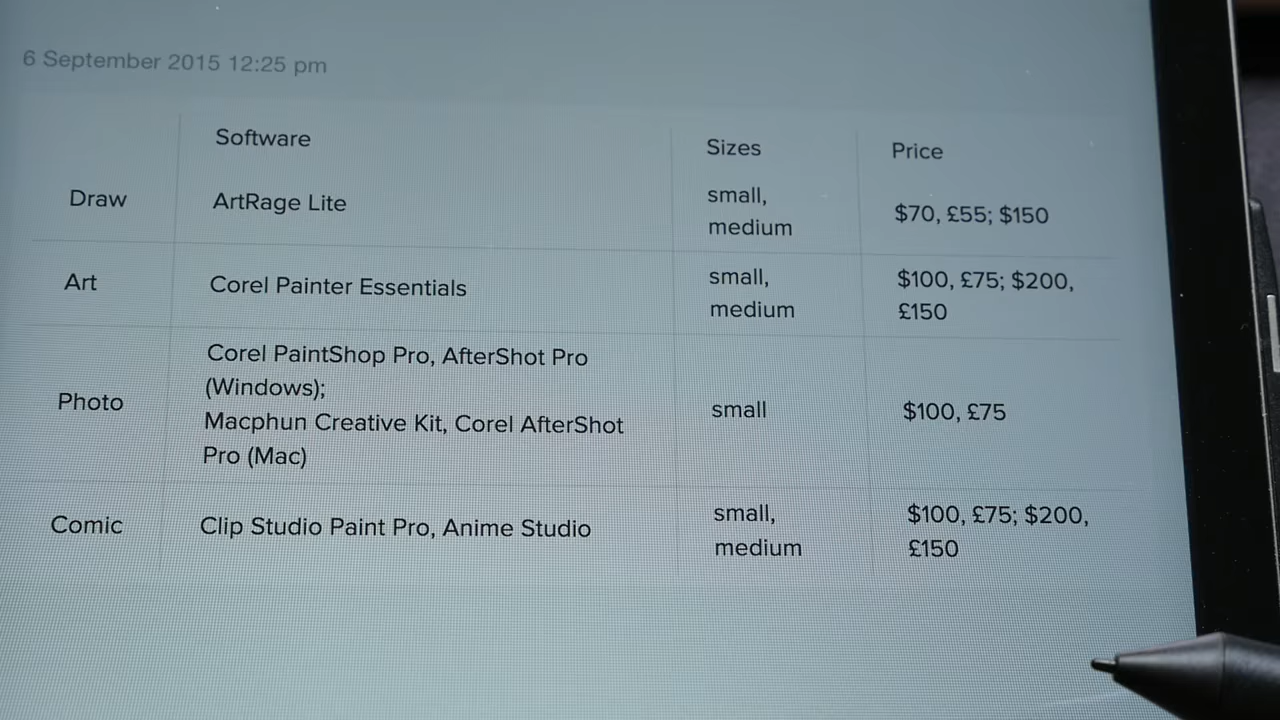 6 September 2015 12:25 pm
Software Sizes Price
Draw ArtRage Lite small, medium $70, £55; $150
Art Corel Painter Essentials small, medium $100, £75; $200, £150
Photo Corel PaintShop Pro, AfterShot Pro (Windows);
Macphun Creative Kit, Corel AfterShot Pro (Mac) small $100, £75
Comic Clip Studio Paint Pro, Anime Studio small, medium $100, £75; $200, £150